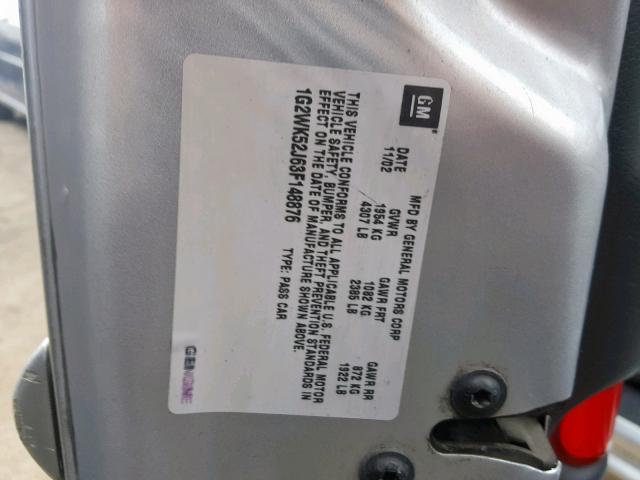 GM
MFD BY GENERAL MOTORS CORP
DATE GVWR GAWR FRT GAWR RR
11/02 1954 KG 1082 KG 872 KG
4307 LB 2385 LB 1922 LB
THIS VEHICLE CONFORMS TO ALL APPLICABLE U.S. FEDERAL MOTOR
VEHICLE SAFETY, BUMPER, AND THEFT PREVENTION STANDARDS IN
EFFECT ON THE DATE OF MANUFACTURE SHOWN ABOVE.
1G2WK52J63F148876 TYPE: PASS CAR